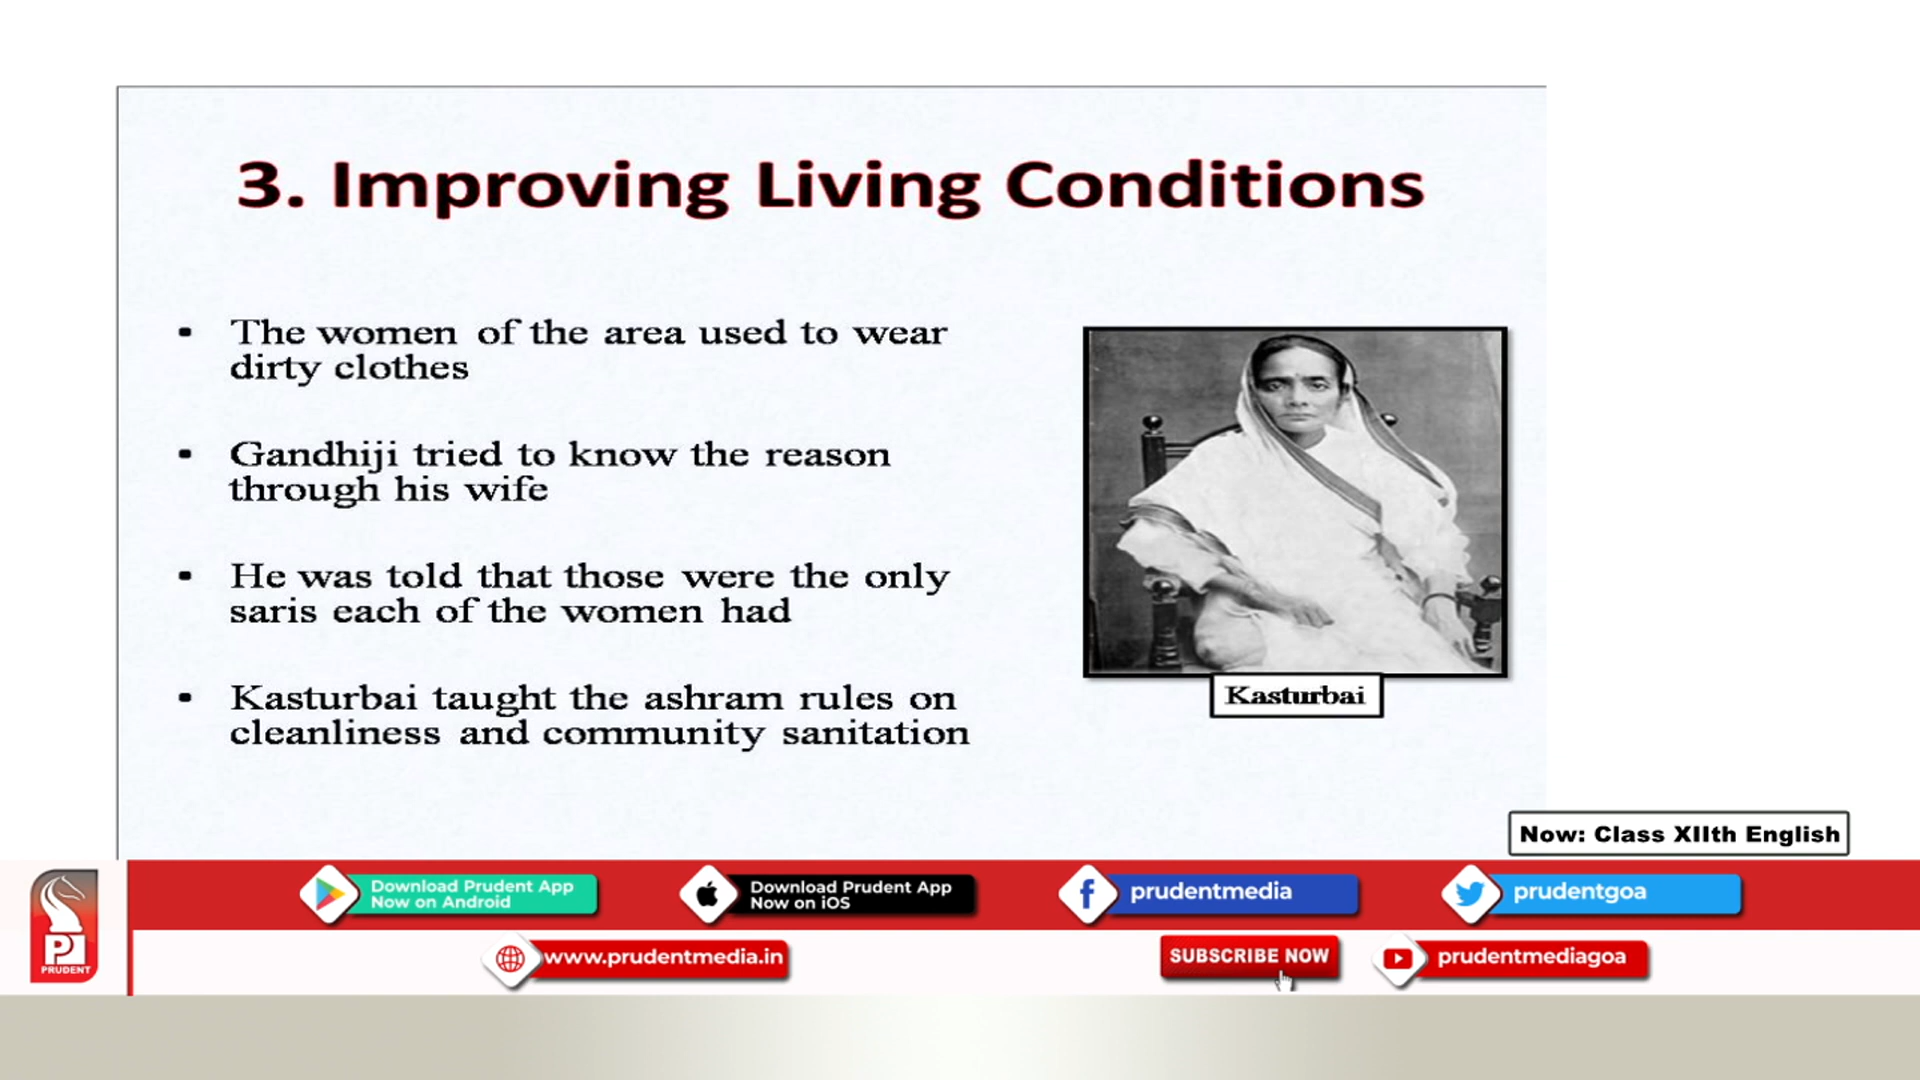 3. Improving Living Conditions
▪ The women of the area used to wear
dirty clothes
▪ Gandhiji tried to know the reason
through his wife
▪ He was told that those were the only
saris each of the women had
▪ Kasturbai taught the ashram rules on
cleanliness and community sanitation
Kasturbai
Now: Class XIIth English
Download Prudent App
Now on Android
Download Prudent App
Now on iOS
prudentmedia
prudentgoa
PRUDENT
www.prudentmedia.in
SUBSCRIBE NOW
prudentmediagoa